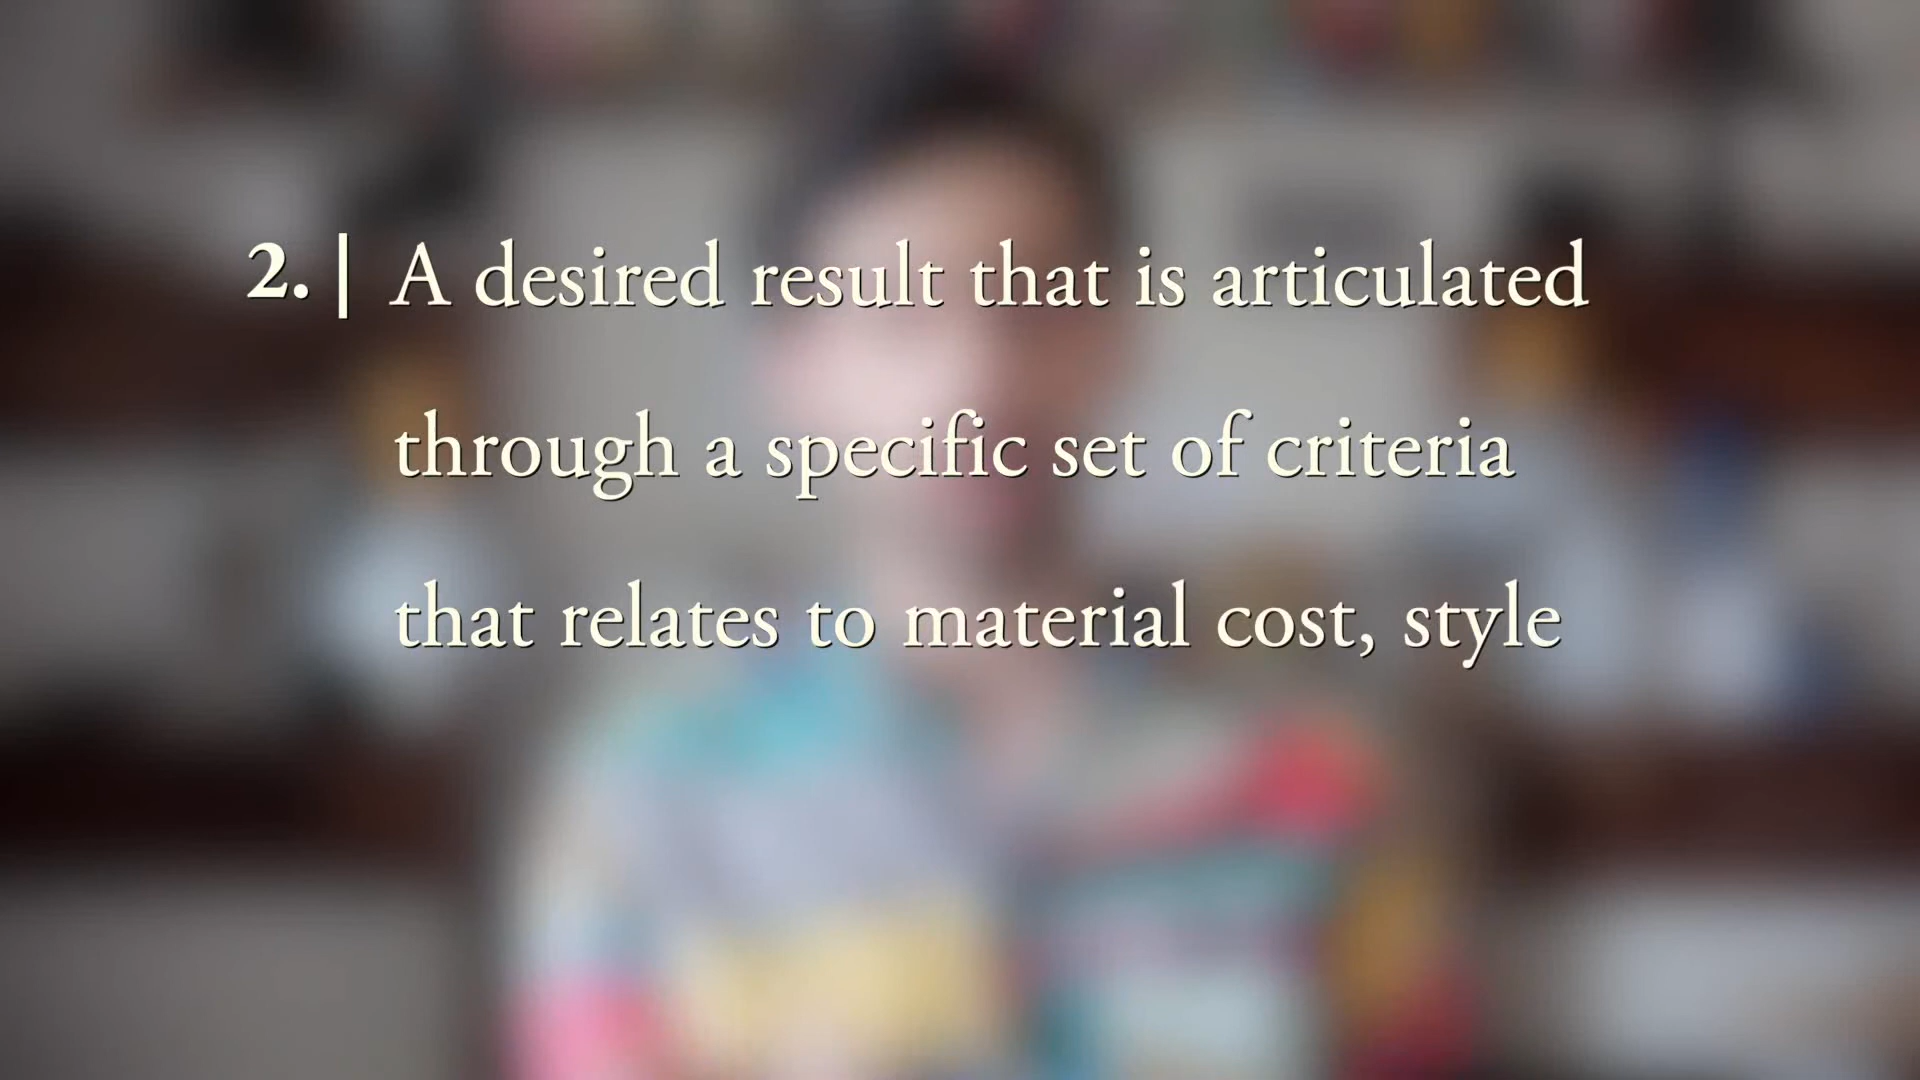 2. | A desired result that is articulated
through a specific set of criteria
that relates to material cost, style